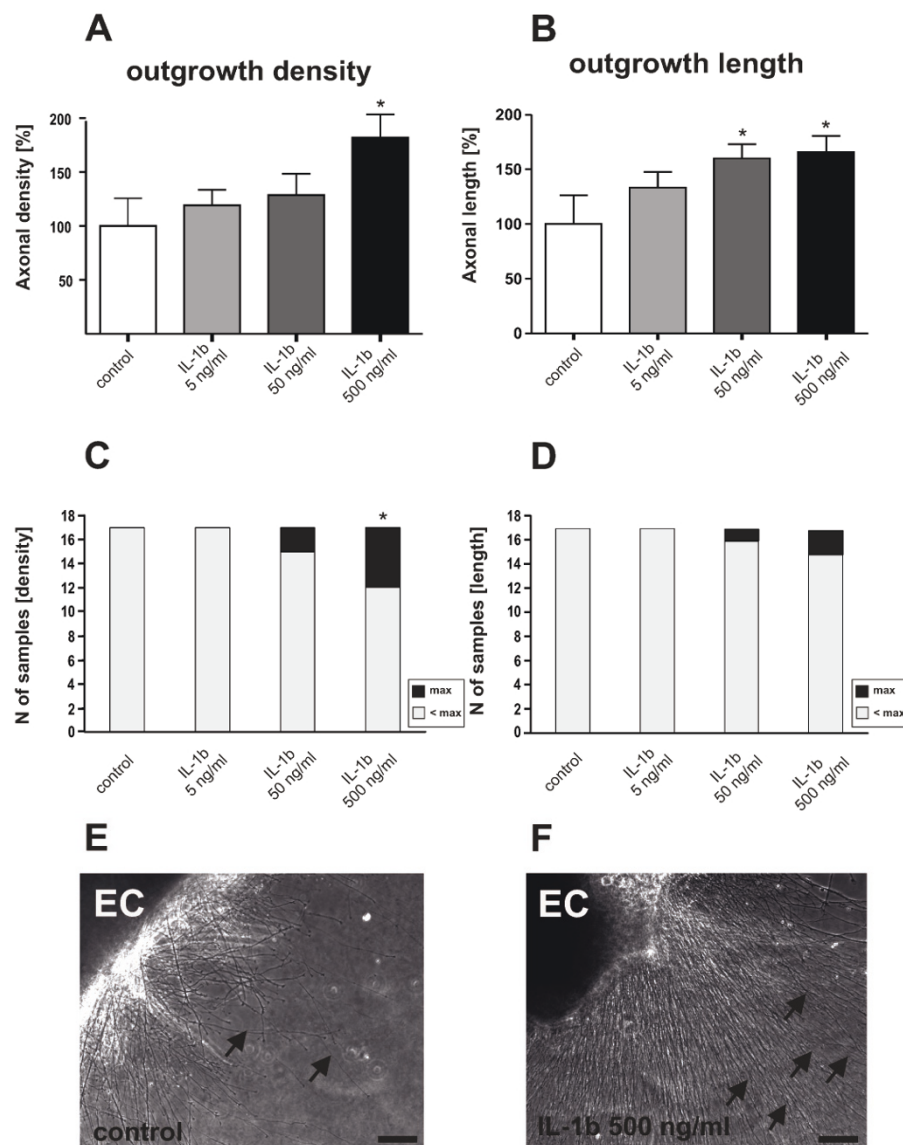 A
outgrowth density
Axonal density [%]
200
150
100
50
control
IL-1b
5 ng/ml
IL-1b
50 ng/ml
IL-1b
500 ng/ml
*
B
outgrowth length
Axonal length [%]
200
150
100
50
0
control
IL-1b
5 ng/ml
IL-1b
50 ng/ml
IL-1b
500 ng/ml
*
*
C
N of samples [density]
18
16
14
12
10
8
6
4
2
0
control
IL-1b
5 ng/ml
IL-1b
50 ng/ml
IL-1b
500 ng/ml
*
max
< max
D
N of samples [length]
18
16
14
12
10
8
6
4
2
0
control
IL-1b
5 ng/ml
IL-1b
50 ng/ml
IL-1b
500 ng/ml
max
< max
E
EC
control
F
EC
IL-1b 500 ng/ml